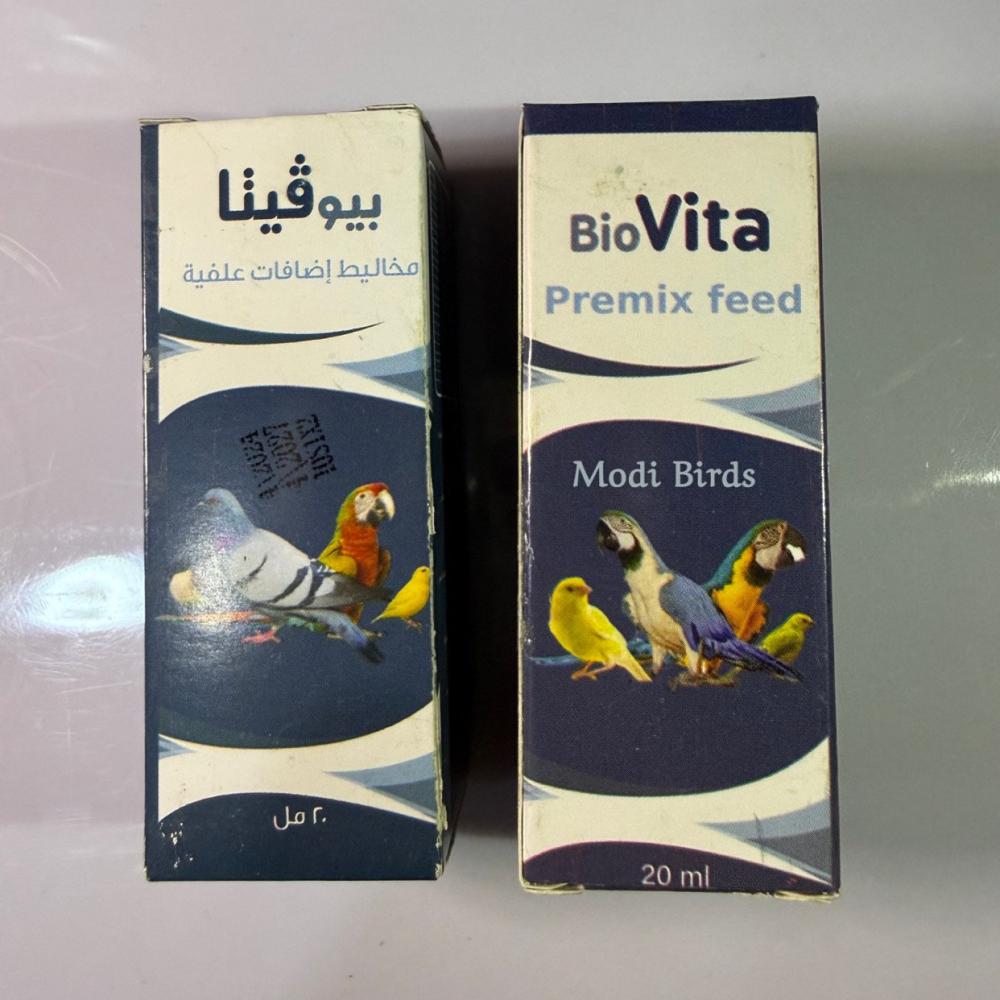 بيوڤيتا
مخاليط إضافات علفية
٢٠ مل
BioVita
Premix feed
Modi Birds
20 ml